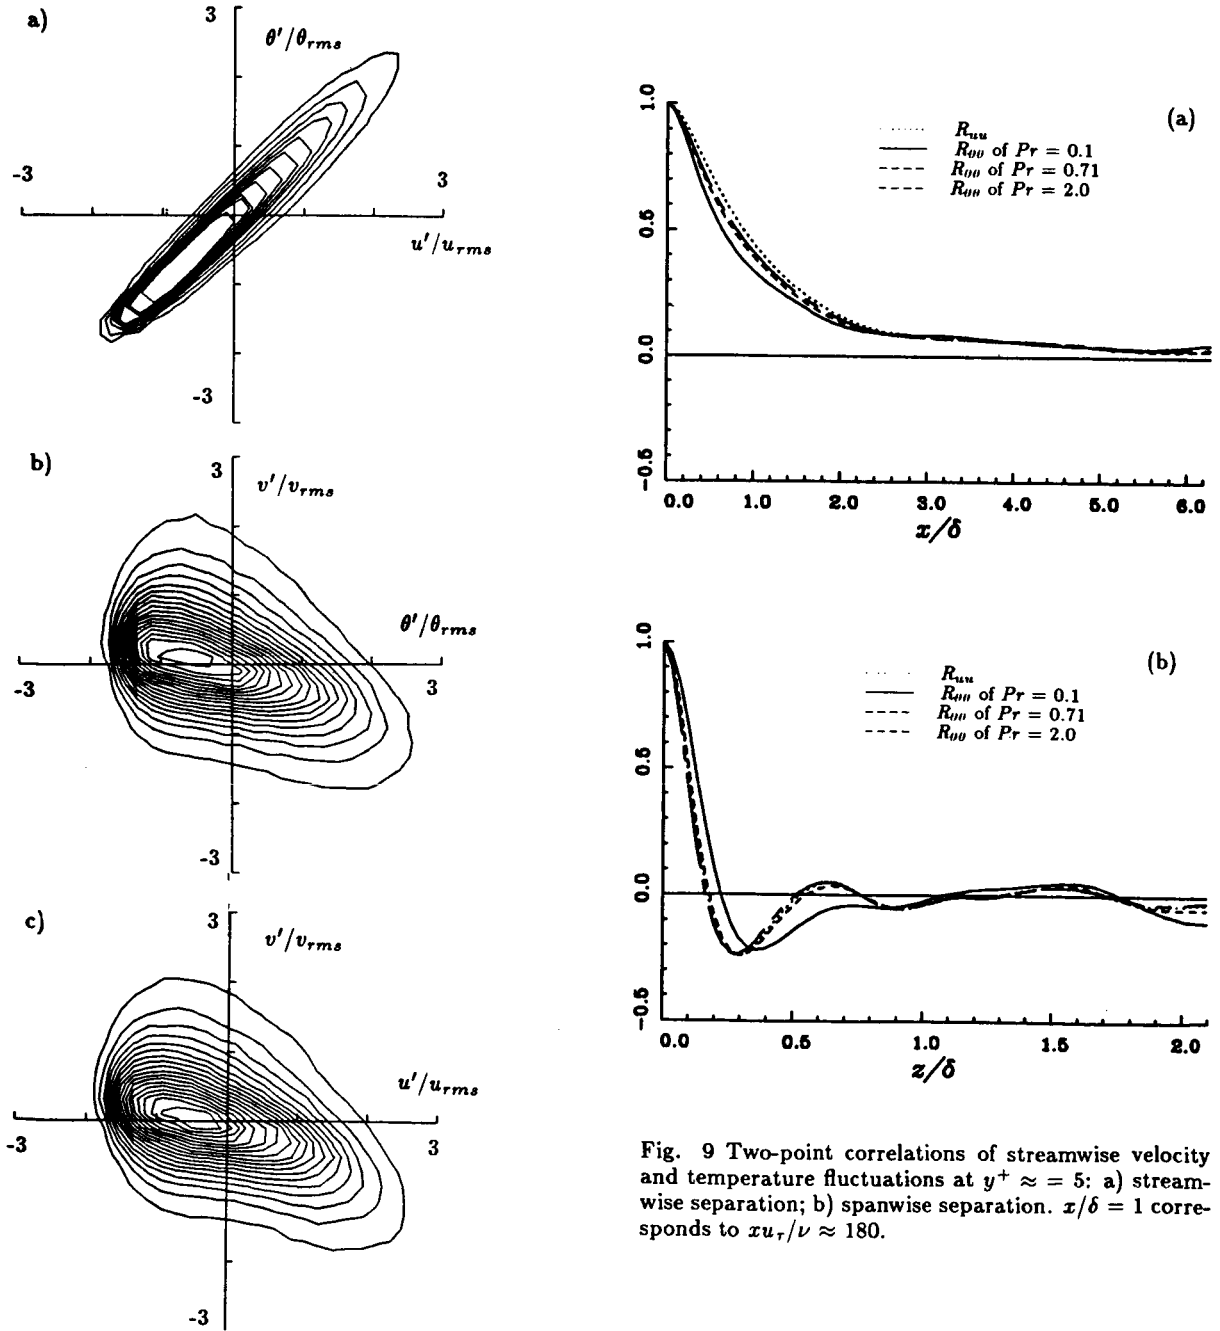 a)
3
θ′/θrms
-3
3
u′/urms
-3
b)
3
v′/vrms
θ′/θrms
-3
3
-3
c)
3
v′/vrms
u′/urms
-3
3
-3
(a)
1.0
0.5
0.0
−0.5
Ruu
Rθθ of Pr = 0.1
Rθθ of Pr = 0.71
Rθθ of Pr = 2.0
0.0 1.0 2.0 3.0 4.0 5.0 6.0
x/δ
(b)
1.0
0.5
0.0
−0.5
Ruu
Rθθ of Pr = 0.1
Rθθ of Pr = 0.71
Rθθ of Pr = 2.0
0.0 0.5 1.0 1.5 2.0
z/δ
Fig. 9 Two-point correlations of streamwise velocity
and temperature fluctuations at y+ ≈ = 5: a) stream-
wise separation; b) spanwise separation. x/δ = 1 corre-
sponds to xuτ/ν ≈ 180.